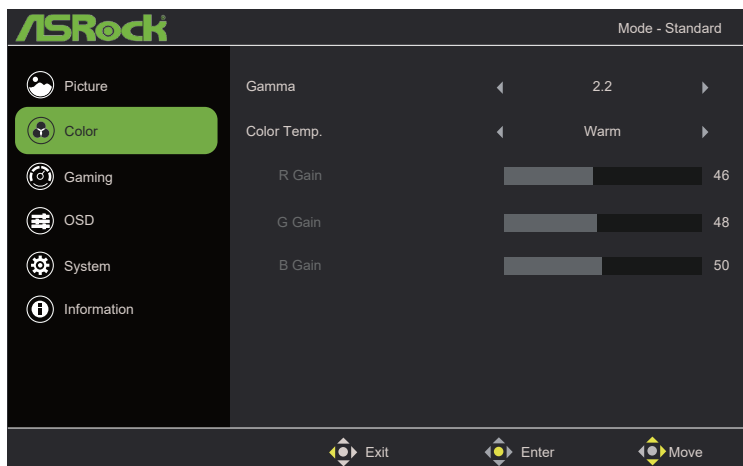 ASRock
Mode - Standard
Picture
Gamma 2.2
Color
Color Temp. Warm
Gaming
R Gain 46
OSD
G Gain 48
System
B Gain 50
Information
Exit Enter Move